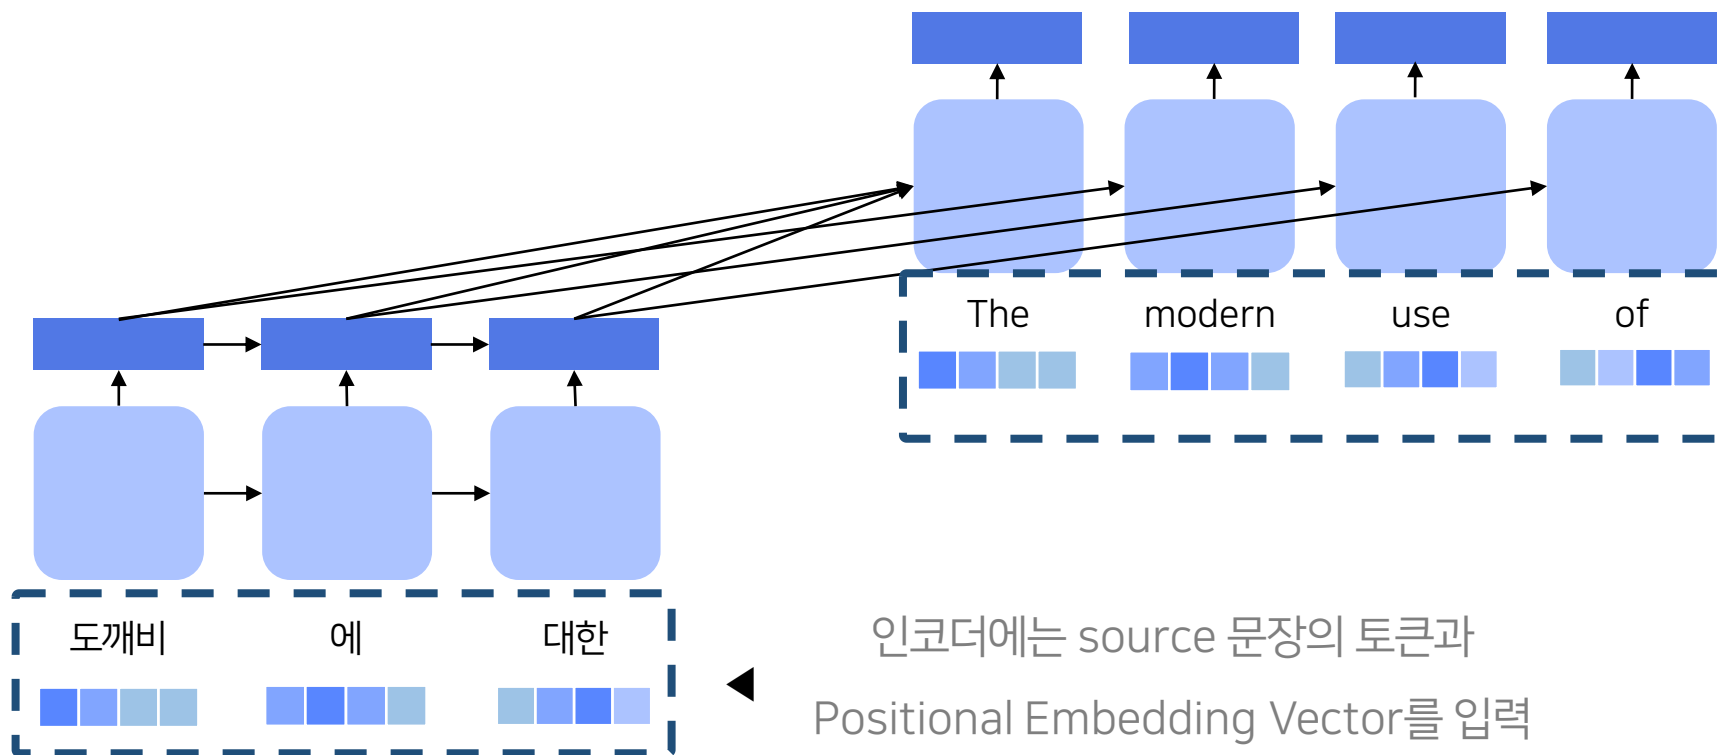 The modern use of
도깨비 에 대한
인코더에는 source 문장의 토큰과
Positional Embedding Vector를 입력